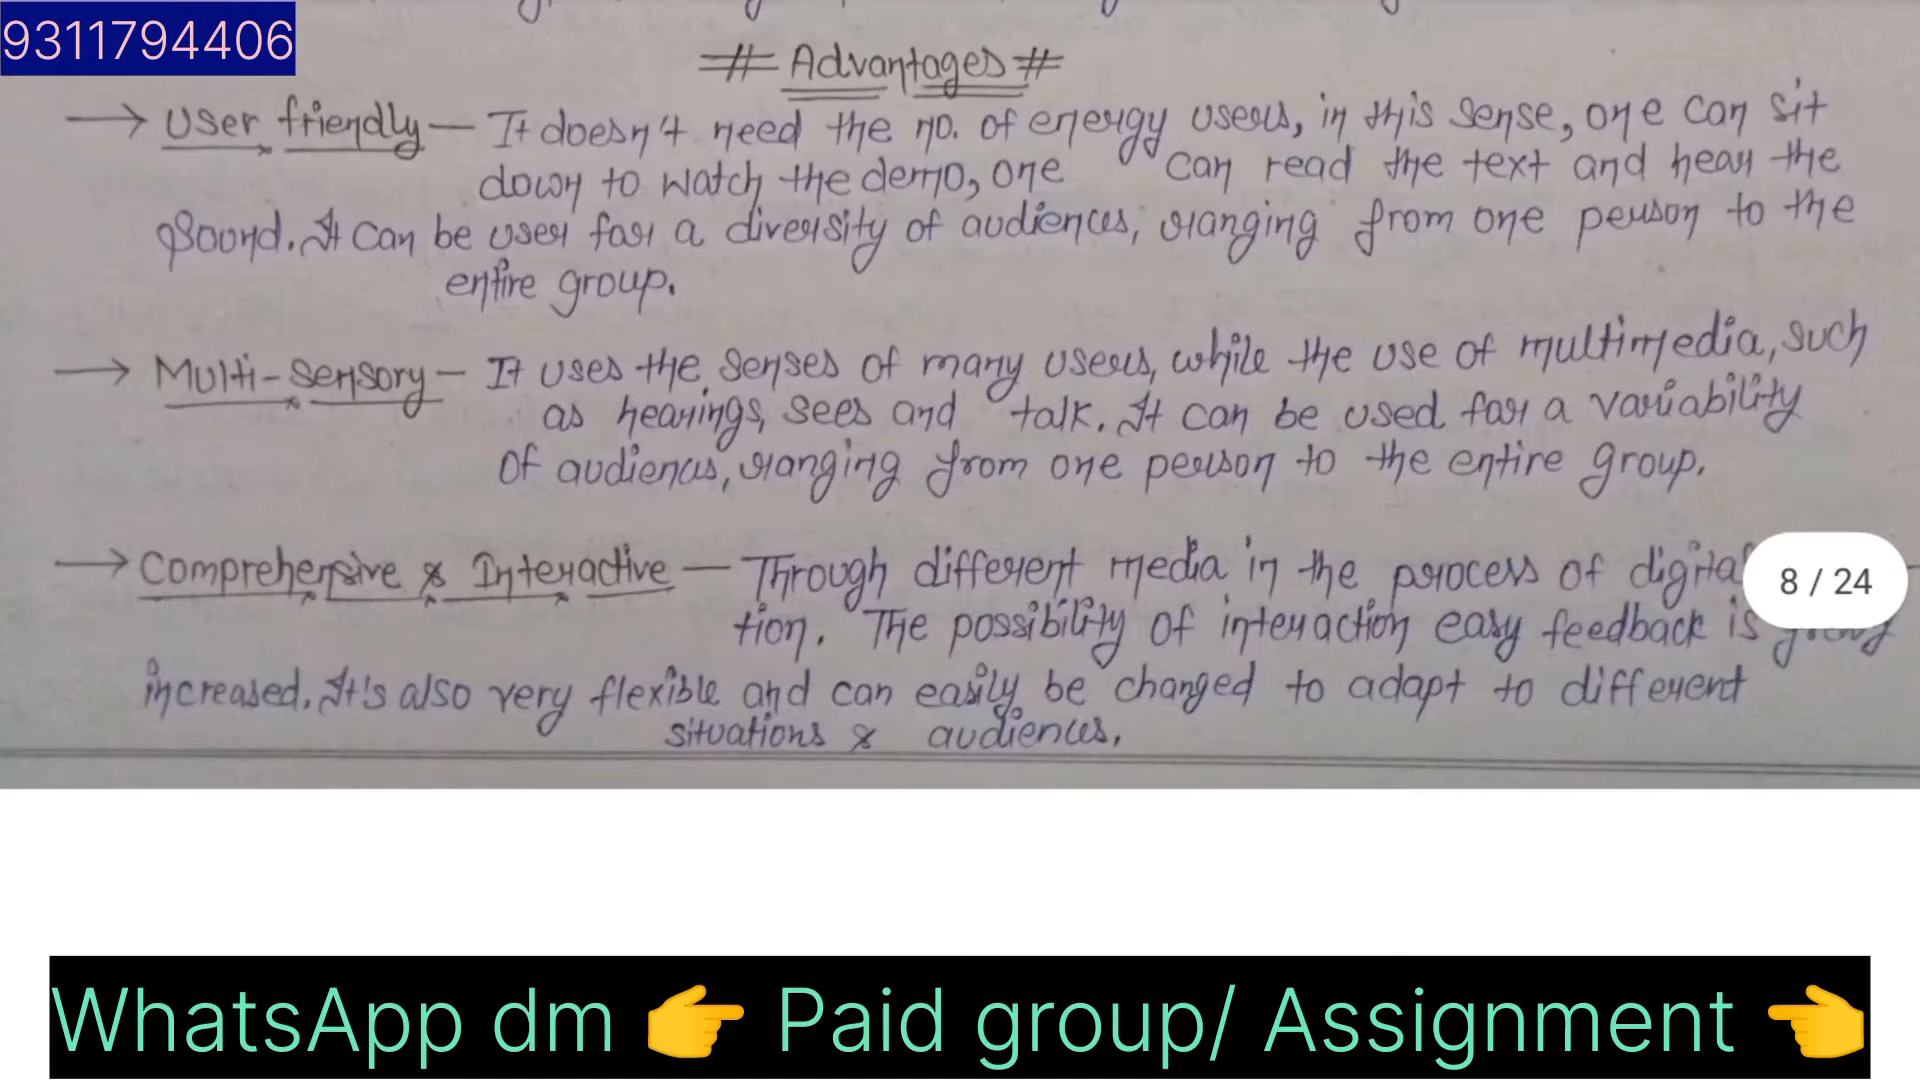 9311794406
# Advantages #
→ User friendly — It doesn't need the no. of energy users, in this sense, one can sit
down to watch the demo, one can read the text and hear the
sound. It can be user for a diversity of audiences, ranging from one person to the
entire group.
→ Multi-sensory — It uses the senses of many users, while the use of multimedia, such
as hearings, sees and talk. It can be used for a variability
of audiences, ranging from one person to the entire group.
→ Comprehensive & Interactive — Through different media in the process of digita
tion. The possibility of interaction easy feedback is
increased. It's also very flexible and can easily be changed to adapt to different
situations & audiences.
8 / 24
WhatsApp dm 👉 Paid group/ Assignment 👈